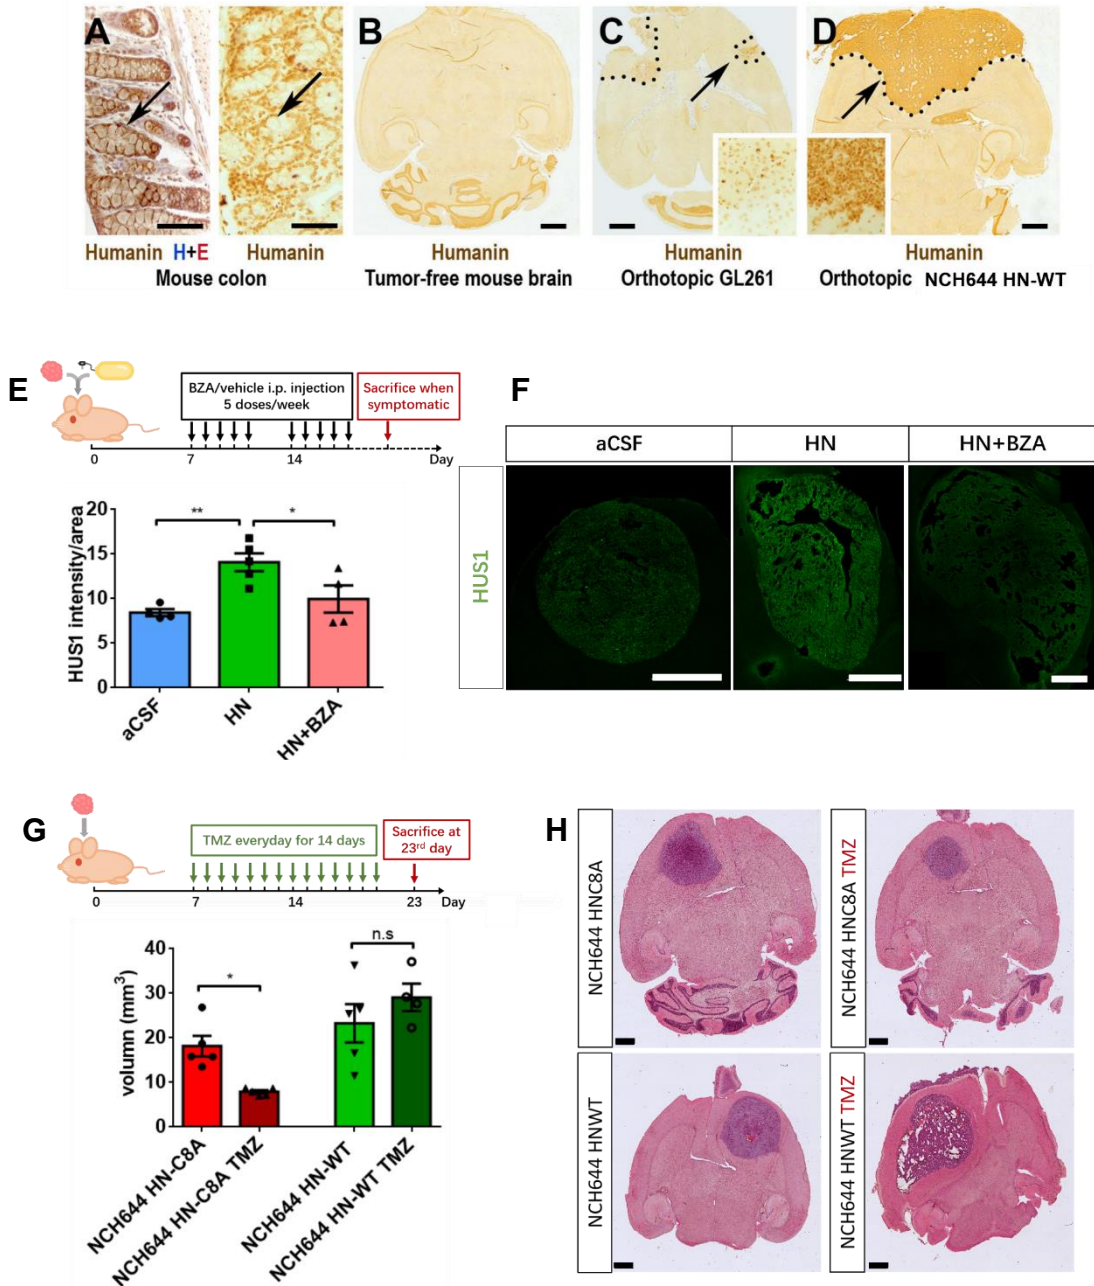 A
B
C
D
Humanin H+E
Humanin
Mouse colon
Humanin
Tumor-free mouse brain
Humanin
Orthotopic GL261
Humanin
Orthotopic NCH644 HN-WT
E
BZA/vehicle i.p. injection
5 doses/week
Sacrifice when
symptomatic
0
7
14
Day
HUS1 intensity/area
20
15
10
5
0
**
*
aCSF
HN
HN+BZA
F
aCSF
HN
HN+BZA
HUS1
G
TMZ everyday for 14 days
Sacrifice at
23rd day
0
7
14
23
Day
volumn (mm3)
40
30
20
10
0
*
n.s
NCH644 HN-C8A
NCH644 HN-C8A TMZ
NCH644 HN-WT
NCH644 HN-WT TMZ
H
NCH644 HNC8A
NCH644 HNC8A TMZ
NCH644 HNWT
NCH644 HNWT TMZ